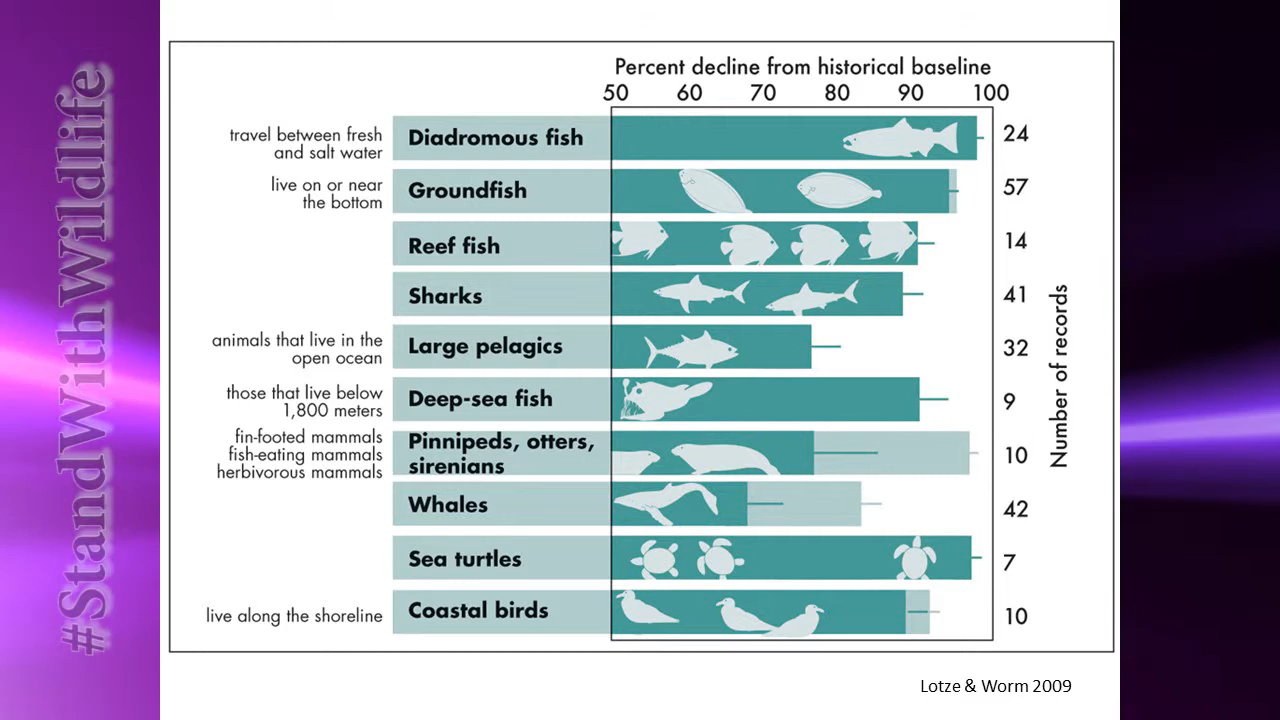 #StandWithWildlife
Percent decline from historical baseline
50 60 70 80 90 100
travel between fresh
and salt water
Diadromous fish
24
live on or near
the bottom
Groundfish
57
Reef fish
14
Sharks
41
animals that live in the
open ocean
Large pelagics
32
those that live below
1,800 meters
Deep-sea fish
9
fin-footed mammals
fish-eating mammals
herbivorous mammals
Pinnipeds, otters,
sirenians
10
Whales
42
Sea turtles
7
live along the shoreline
Coastal birds
10
Number of records
Lotze & Worm 2009